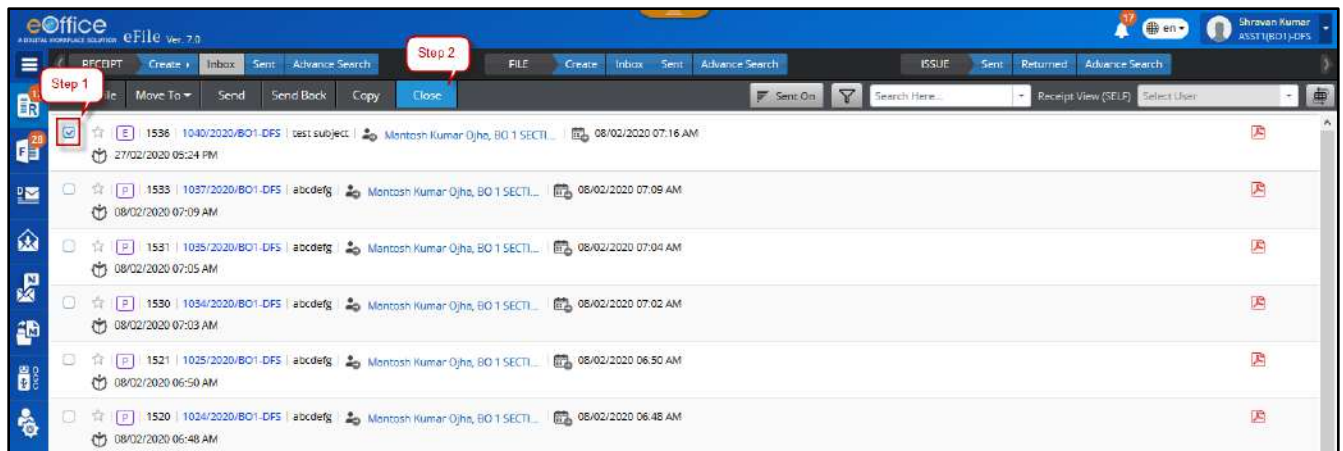 eOffice
A DIGITAL WORKPLACE SOLUTION eFile Ver. 7.0
17 en Shravan Kumar
ASST1(BO1)-DFS
RECEIPT Create Inbox Sent Advance Search FILE Create Inbox Sent Advance Search ISSUE Sent Returned Advance Search
Step 1
Step 2
Move To Send Send Back Copy Close Sent On Search Here... Receipt View (SELF) Select User
E 1536 1040/2020/BO1-DFS test subject Mantosh Kumar Ojha, BO 1 SECTI... 08/02/2020 07:16 AM
27/02/2020 05:24 PM
28
P 1533 1037/2020/BO1-DFS abcdefg Mantosh Kumar Ojha, BO 1 SECTI... 08/02/2020 07:09 AM
08/02/2020 07:09 AM
P 1531 1035/2020/BO1-DFS abcdefg Mantosh Kumar Ojha, BO 1 SECTI... 08/02/2020 07:04 AM
08/02/2020 07:05 AM
P 1530 1034/2020/BO1-DFS abcdefg Mantosh Kumar Ojha, BO 1 SECTI... 08/02/2020 07:02 AM
08/02/2020 07:03 AM
P 1521 1025/2020/BO1-DFS abcdefg Mantosh Kumar Ojha, BO 1 SECTI... 08/02/2020 06:50 AM
08/02/2020 06:50 AM
P 1520 1024/2020/BO1-DFS abcdefg Mantosh Kumar Ojha, BO 1 SECTI... 08/02/2020 06:48 AM
08/02/2020 06:48 AM